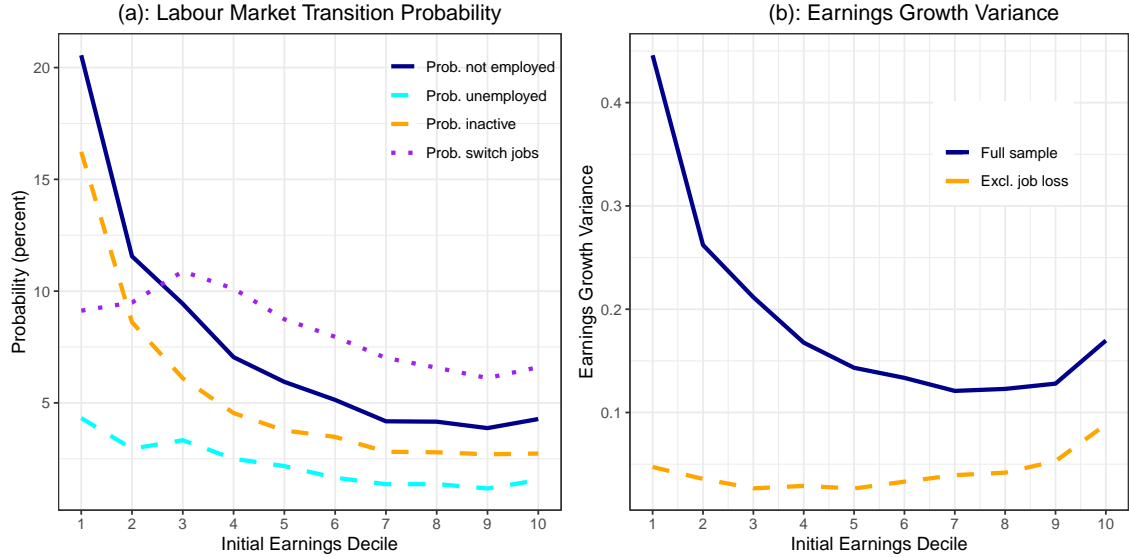 (a): Labour Market Transition Probability
Probability (percent)
20
15
10
5
Prob. not employed
Prob. unemployed
Prob. inactive
Prob. switch jobs
1 2 3 4 5 6 7 8 9 10
Initial Earnings Decile
(b): Earnings Growth Variance
Earnings Growth Variance
0.4
0.3
0.2
0.1
Full sample
Excl. job loss
1 2 3 4 5 6 7 8 9 10
Initial Earnings Decile